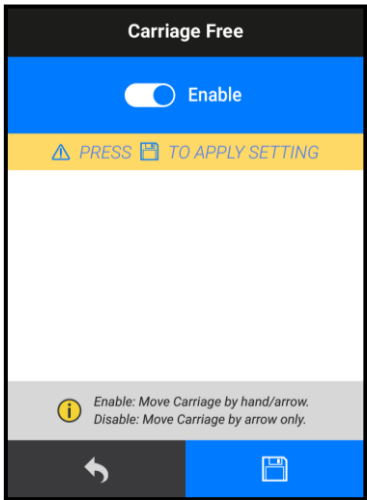 Carriage Free
Enable
PRESS TO APPLY SETTING
Enable: Move Carriage by hand/arrow.
Disable: Move Carriage by arrow only.